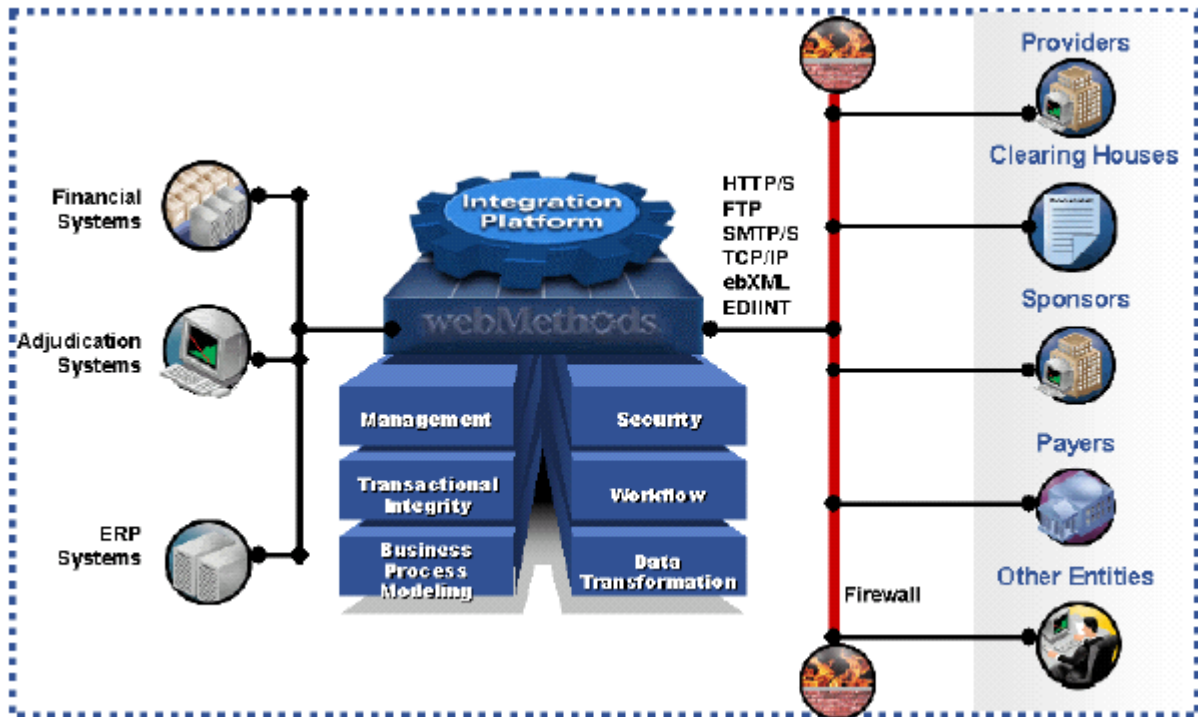 Financial
Systems
Adjudication
Systems
ERP
Systems
Integration
Platform
webMethods.
Management
Transactional
Integrity
Business
Process
Modeling
Security
Workflow
Data
Transformation
HTTP/S
FTP
SMTP/S
TCP/IP
ebXML
EDIINT
Firewall
Providers
Clearing Houses
Sponsors
Payers
Other Entities